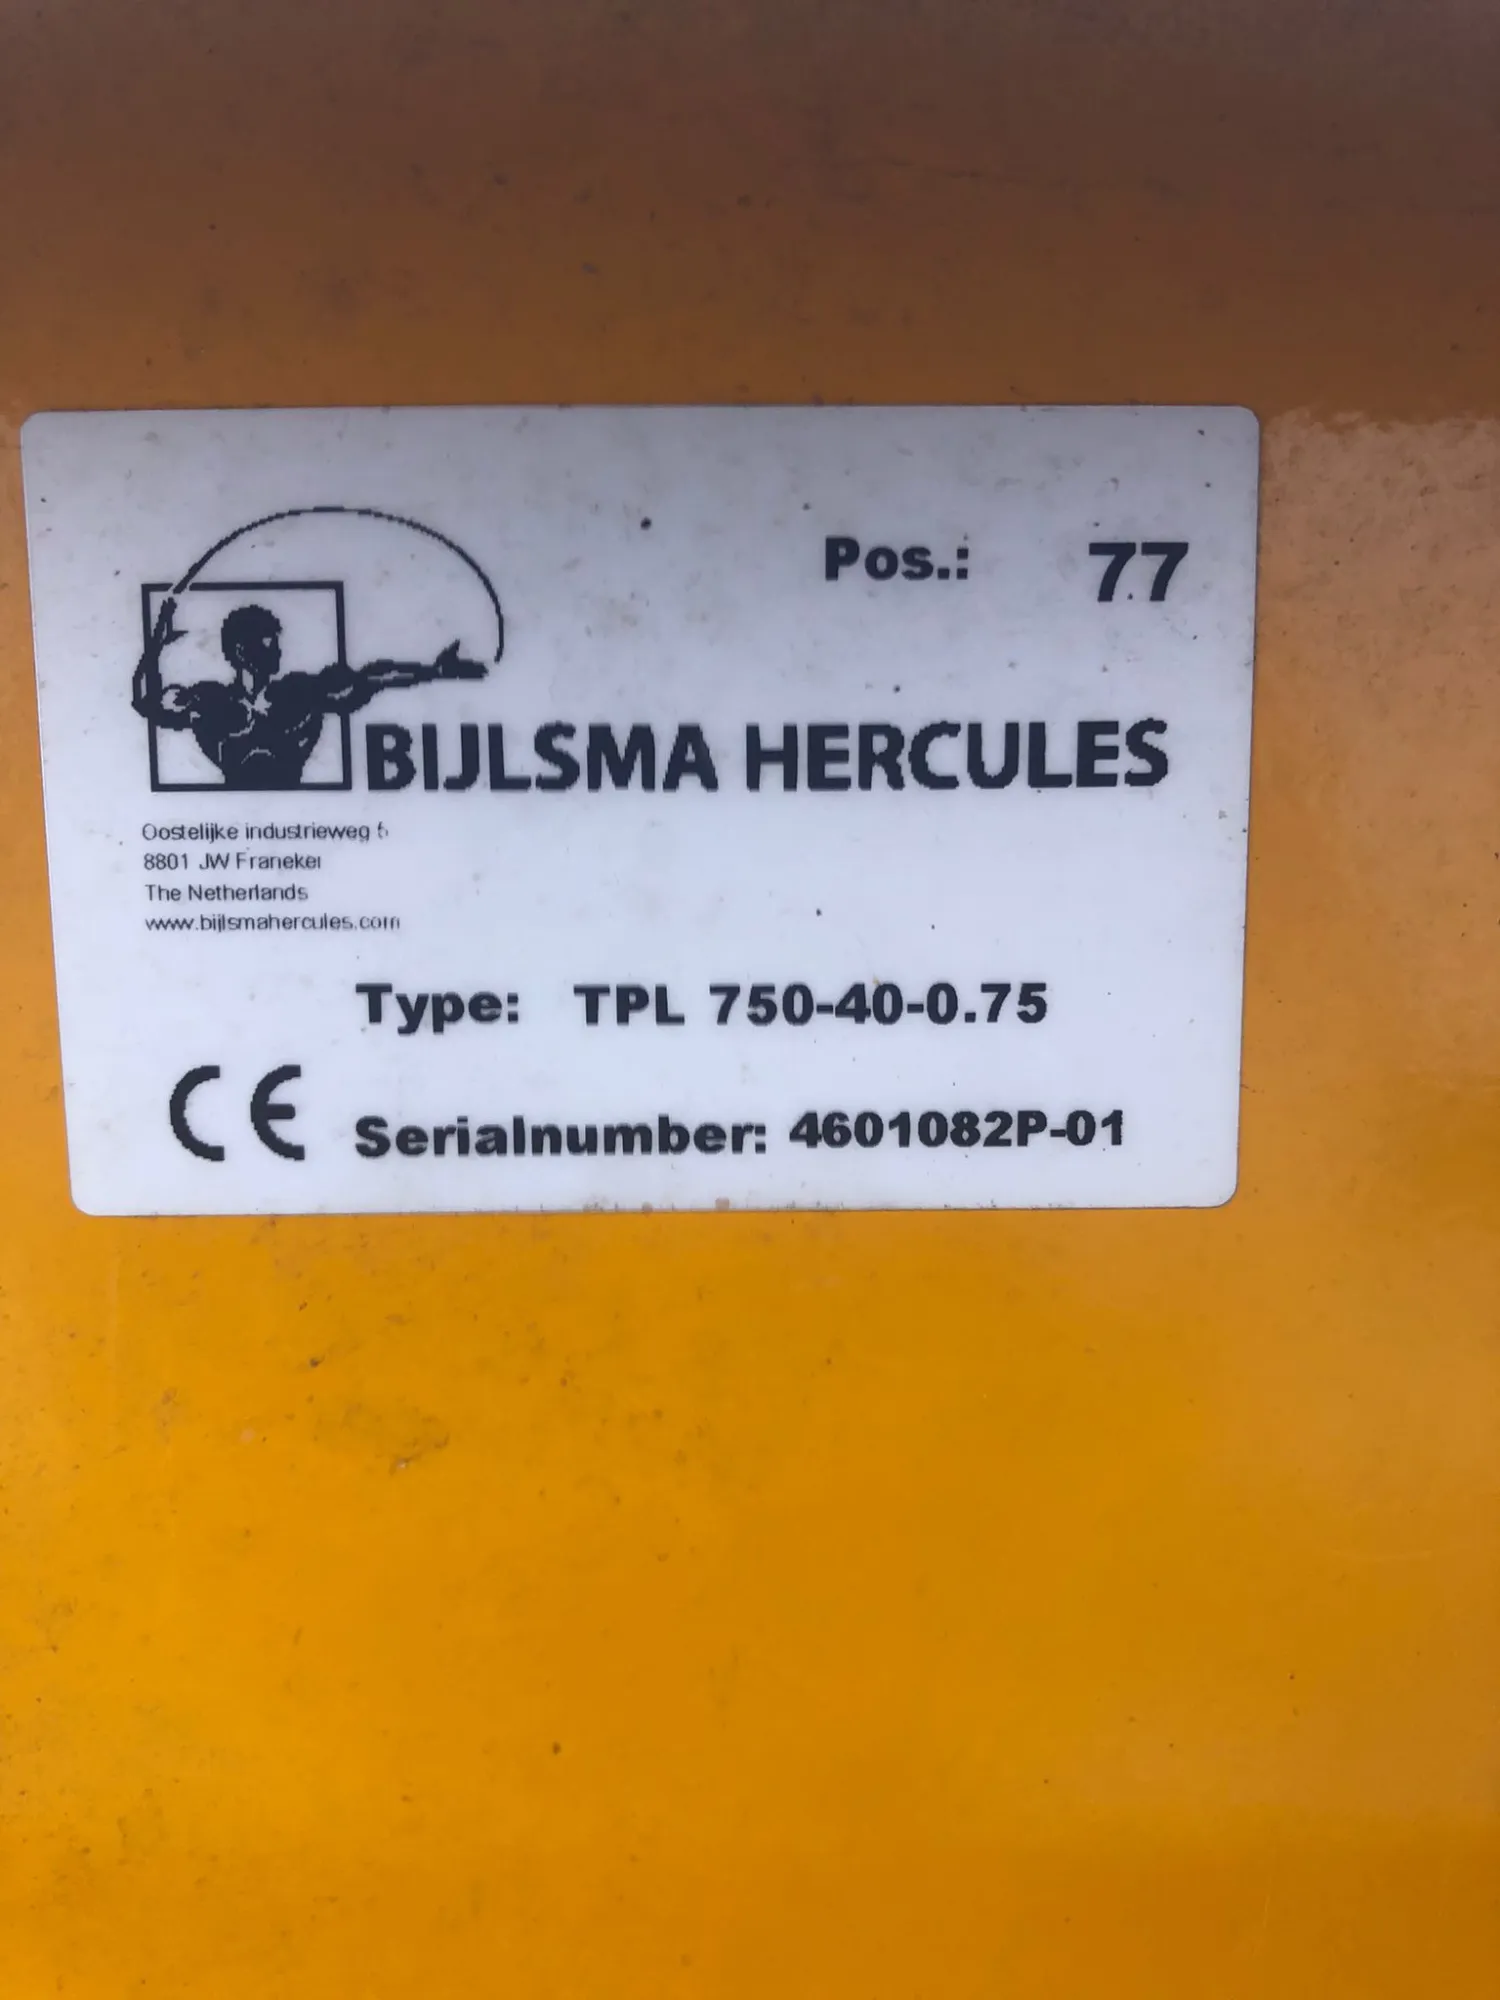 Pos.: 77
BIJLSMA HERCULES
Oostelijke industrieweg
8801 JW Franeker
The Netherlands
www.bijlsmahercules.com
Type: TPL 750-40-0.75
CE Serialnumber: 4601082P-01